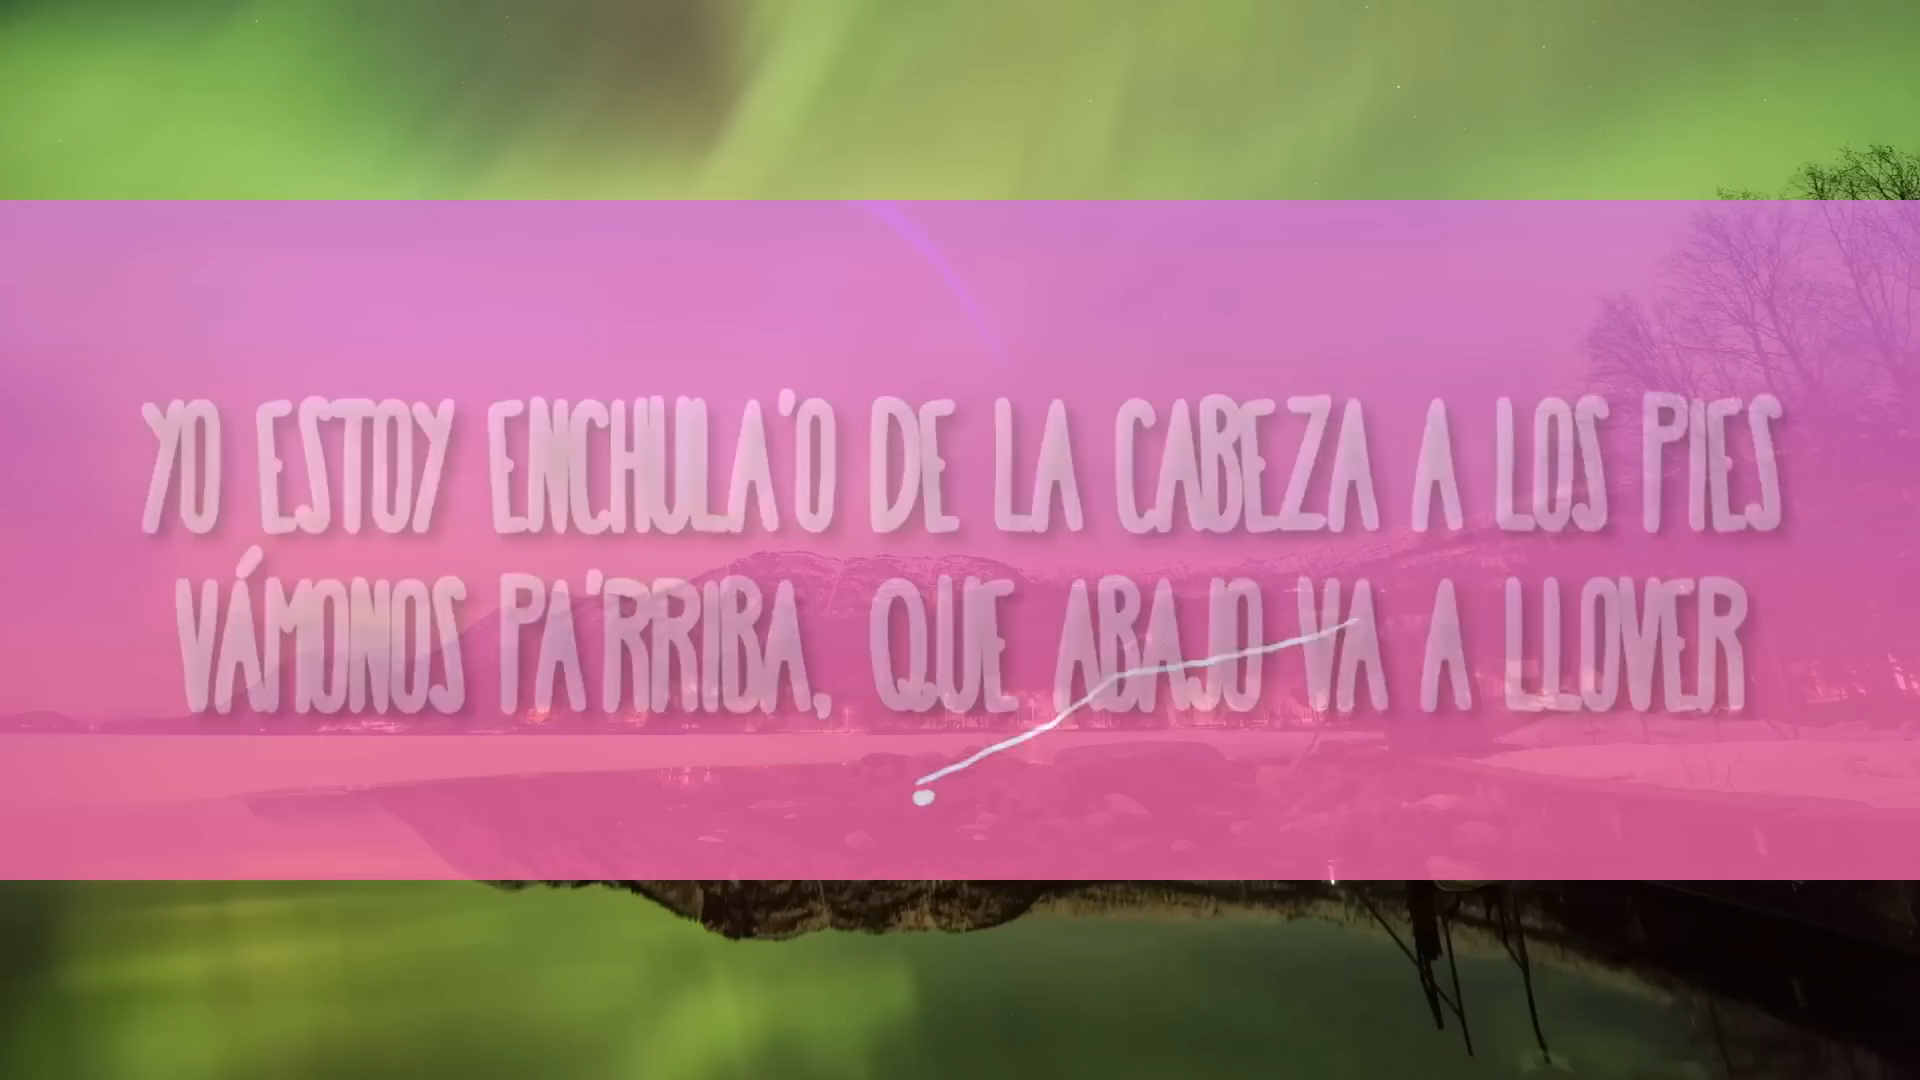 YO ESTOY ENCHULA'O DE LA CABEZA A LOS PIES
VÁMONOS PA'RRIBA, QUE ABAJO VA A LLOVER